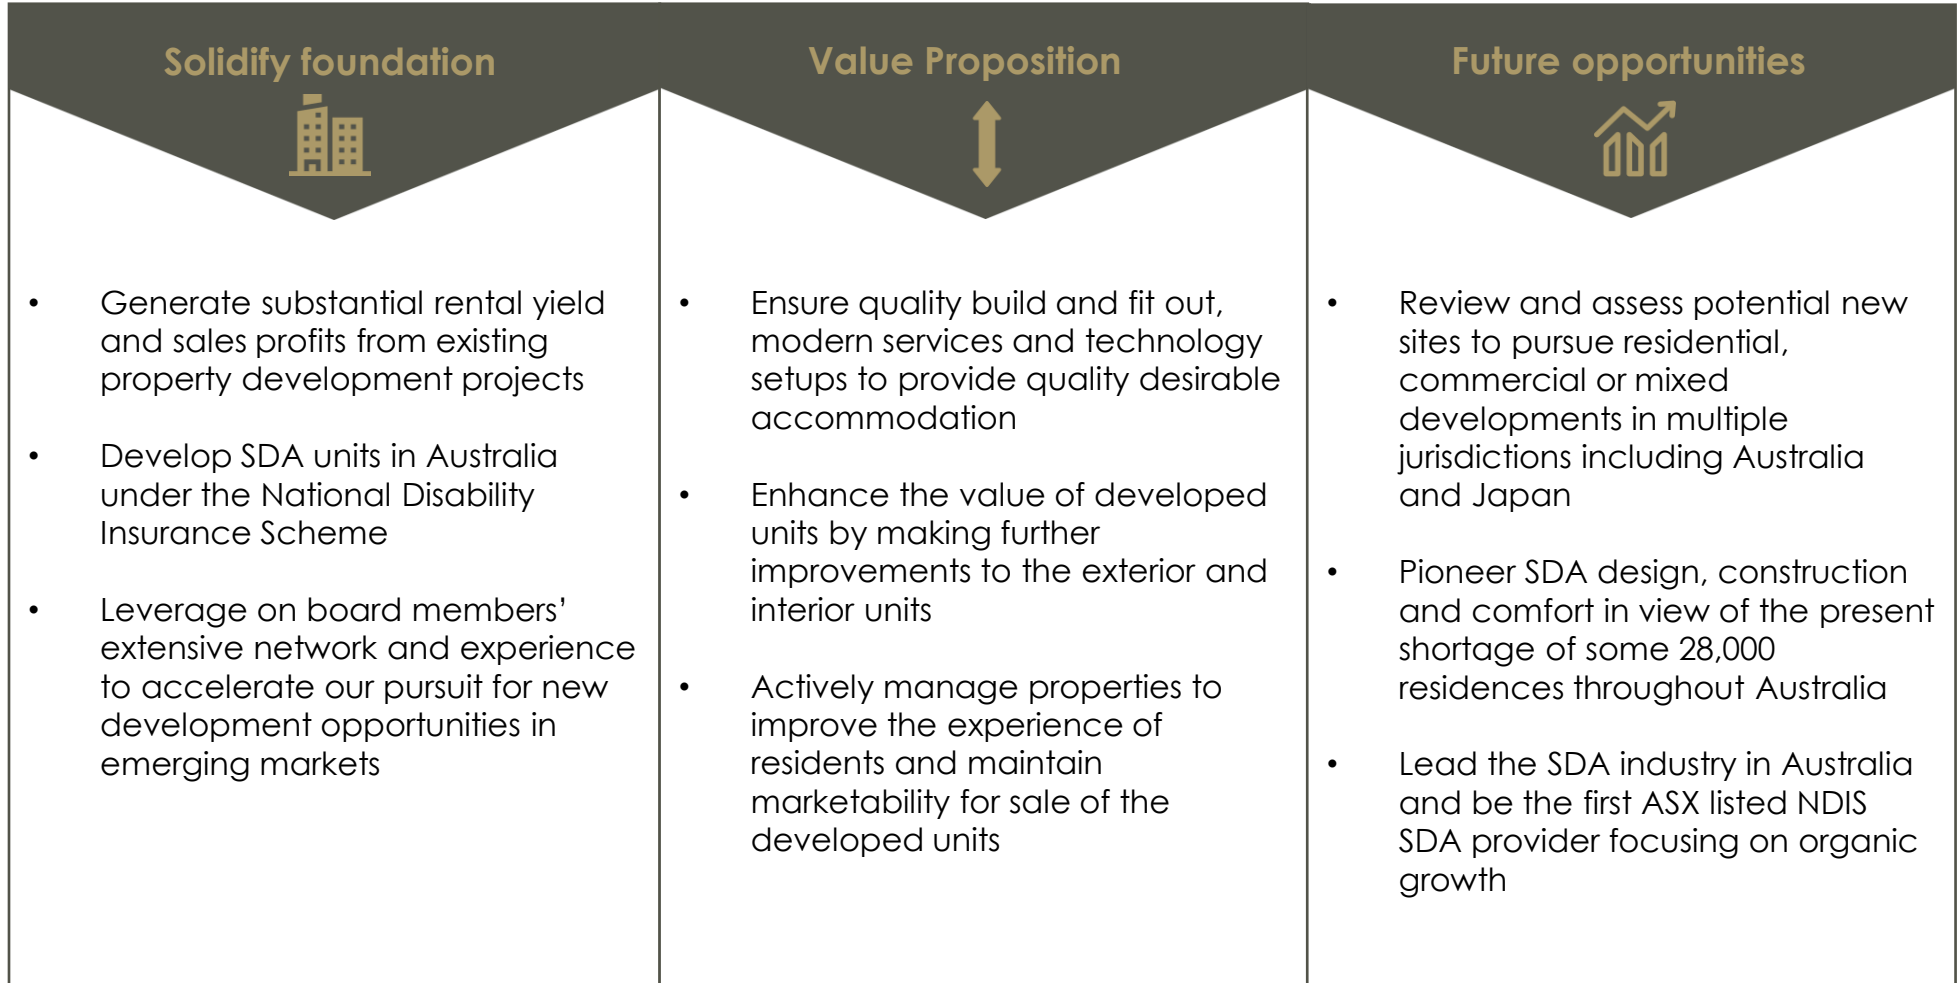 Solidify foundation
• Generate substantial rental yield
and sales profits from existing
property development projects
• Develop SDA units in Australia
under the National Disability
Insurance Scheme
• Leverage on board members’
extensive network and experience
to accelerate our pursuit for new
development opportunities in
emerging markets
Value Proposition
• Ensure quality build and fit out,
modern services and technology
setups to provide quality desirable
accommodation
• Enhance the value of developed
units by making further
improvements to the exterior and
interior units
• Actively manage properties to
improve the experience of
residents and maintain
marketability for sale of the
developed units
Future opportunities
• Review and assess potential new
sites to pursue residential,
commercial or mixed
developments in multiple
jurisdictions including Australia
and Japan
• Pioneer SDA design, construction
and comfort in view of the present
shortage of some 28,000
residences throughout Australia
• Lead the SDA industry in Australia
and be the first ASX listed NDIS
SDA provider focusing on organic
growth